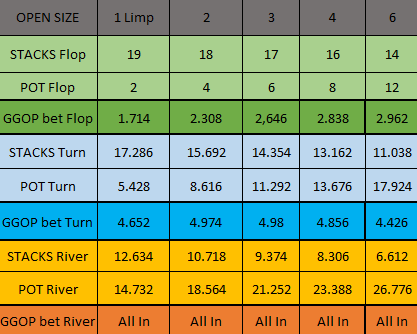 OPEN SIZE 1 Limp 2 3 4 6
STACKS Flop 19 18 17 16 14
POT Flop 2 4 6 8 12
GGOP bet Flop 1.714 2.308 2,646 2.838 2.962
STACKS Turn 17.286 15.692 14.354 13.162 11.038
POT Turn 5.428 8.616 11.292 13.676 17.924
GGOP bet Turn 4.652 4.974 4.98 4.856 4.426
STACKS River 12.634 10.718 9.374 8.306 6.612
POT River 14.732 18.564 21.252 23.388 26.776
GGOP bet River All In All In All In All In All In